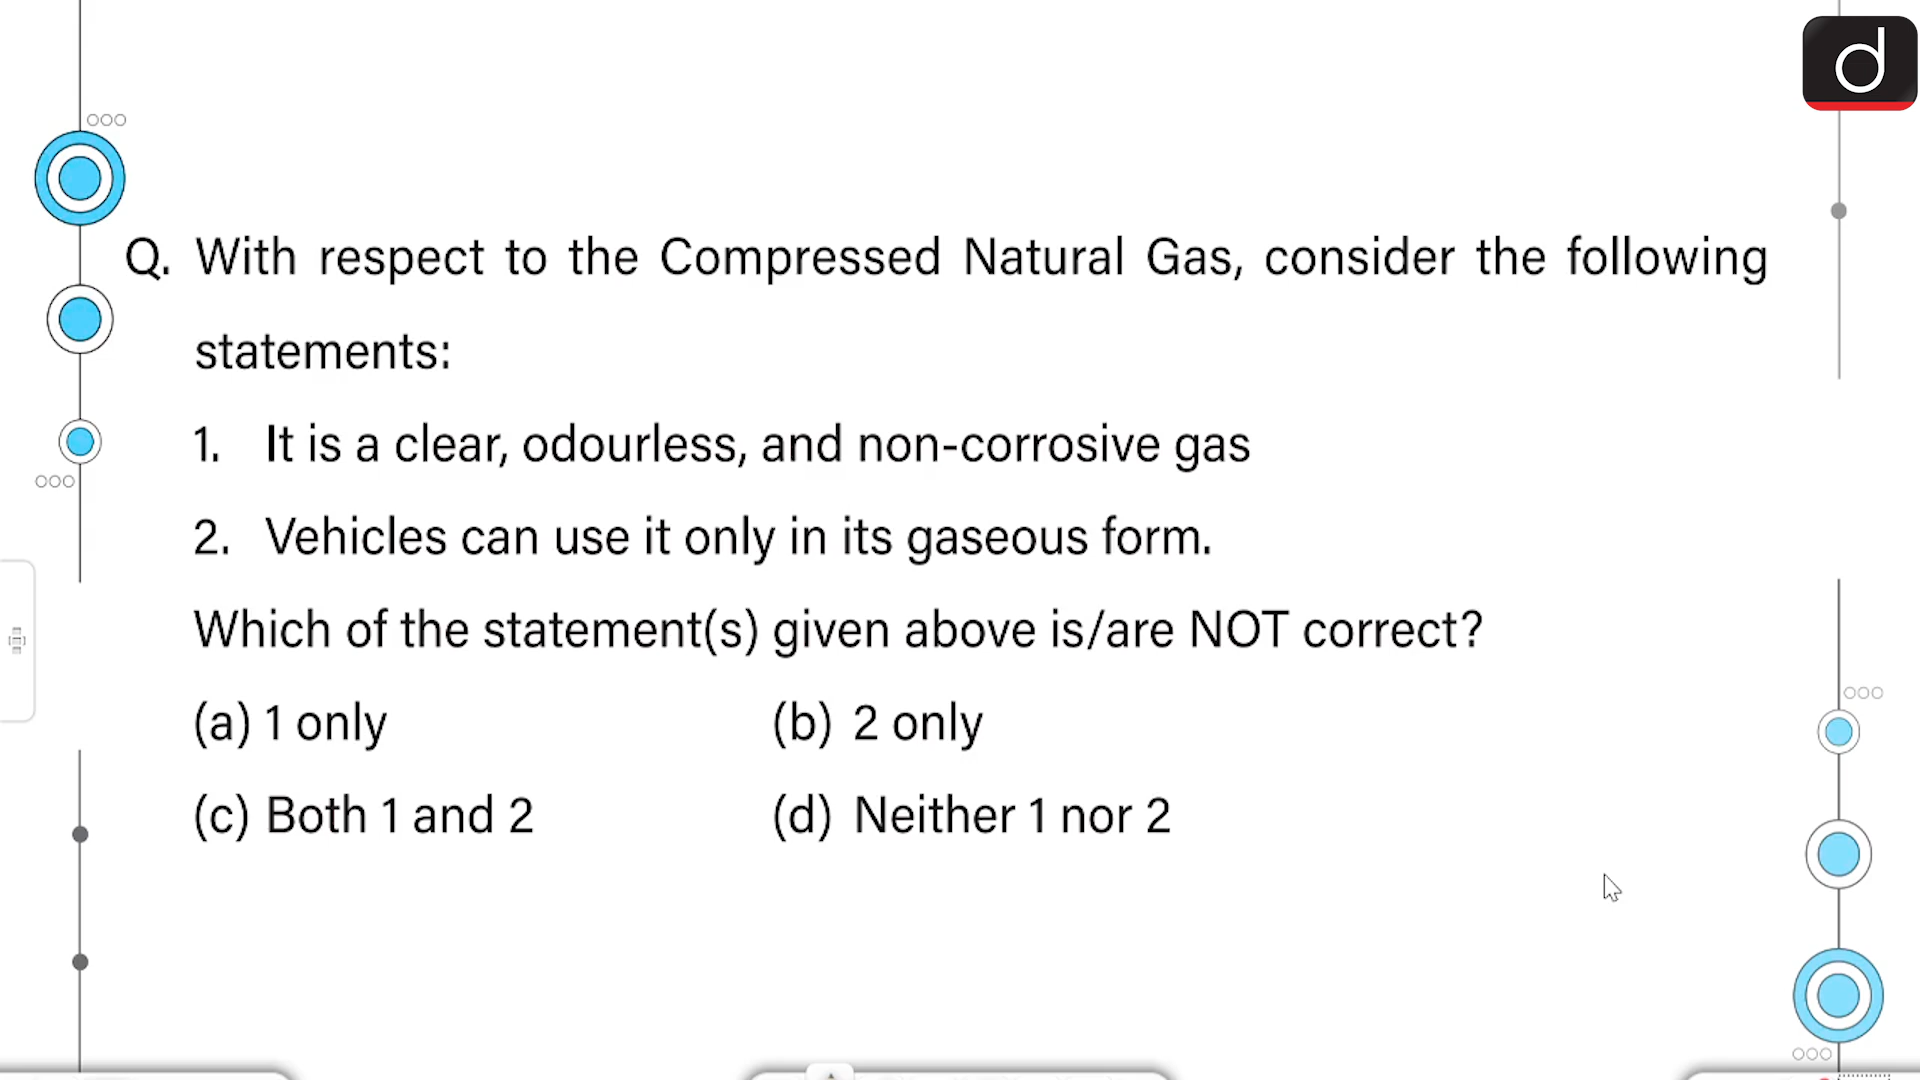 d
Q. With respect to the Compressed Natural Gas, consider the following
statements:
1. It is a clear, odourless, and non-corrosive gas
2. Vehicles can use it only in its gaseous form.
Which of the statement(s) given above is/are NOT correct?
(a) 1 only (b) 2 only
(c) Both 1 and 2 (d) Neither 1 nor 2